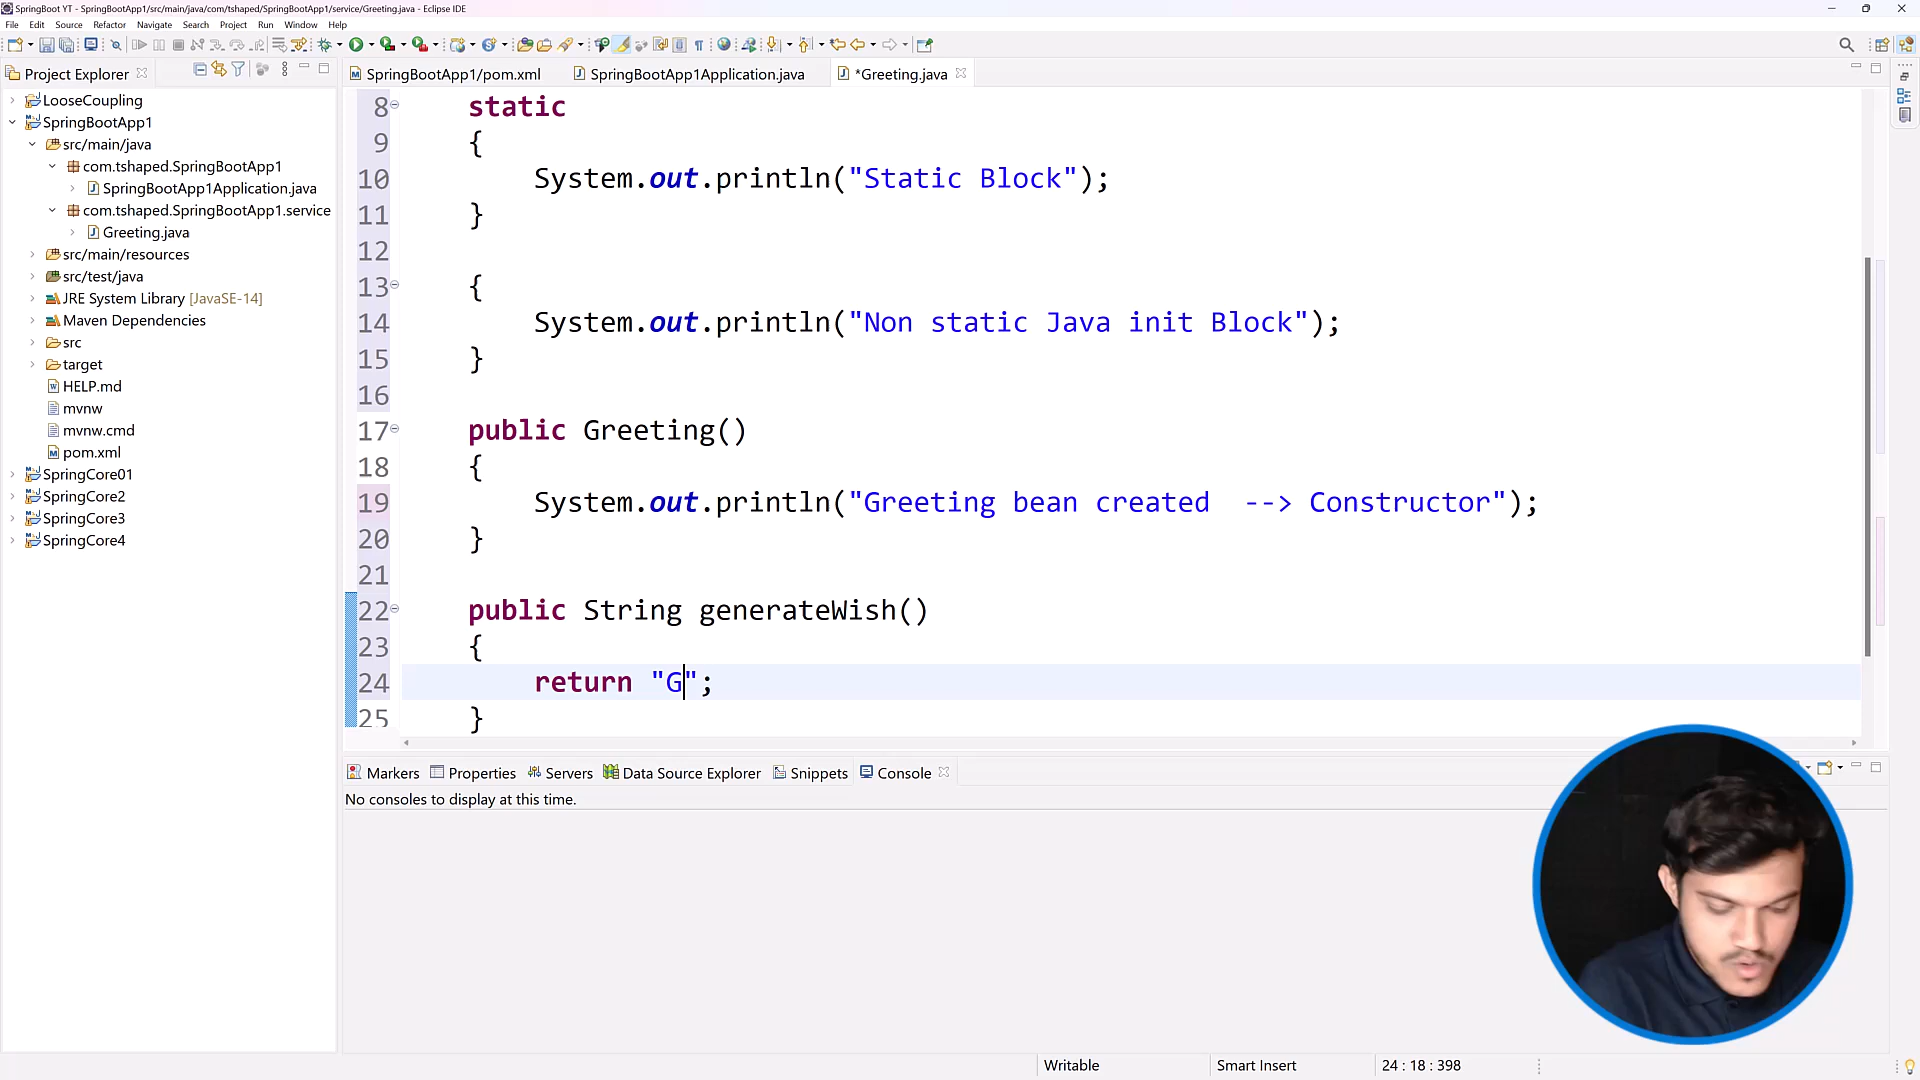 SpringBoot YT - SpringBootApp1/src/main/java/com/tshaped/SpringBootApp1/service/Greeting.java - Eclipse IDE
File Edit Source Refactor Navigate Search Project Run Window Help
Project Explorer
SpringBootApp1/pom.xml
SpringBootApp1Application.java
*Greeting.java
LooseCoupling
SpringBootApp1
src/main/java
com.tshaped.SpringBootApp1
SpringBootApp1Application.java
com.tshaped.SpringBootApp1.service
Greeting.java
src/main/resources
src/test/java
JRE System Library [JavaSE-14]
Maven Dependencies
src
target
HELP.md
mvnw
mvnw.cmd
pom.xml
SpringCore01
SpringCore2
SpringCore3
SpringCore4
8 static
9 {
10 System.out.println("Static Block");
11 }
12
13 {
14 System.out.println("Non static Java init Block");
15 }
16
17 public Greeting()
18 {
19 System.out.println("Greeting bean created  --> Constructor");
20 }
21
22 public String generateWish()
23 {
24 return "G";
25 }
Markers Properties Servers Data Source Explorer Snippets Console
No consoles to display at this time.
Writable Smart Insert 24 : 18 : 398